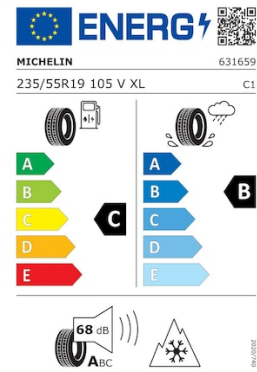 ENERG
MICHELIN 631659
235/55R19 105 V XL C1
A A
B B B
C C C
D D
E E
68 dB
ABC
2020/740